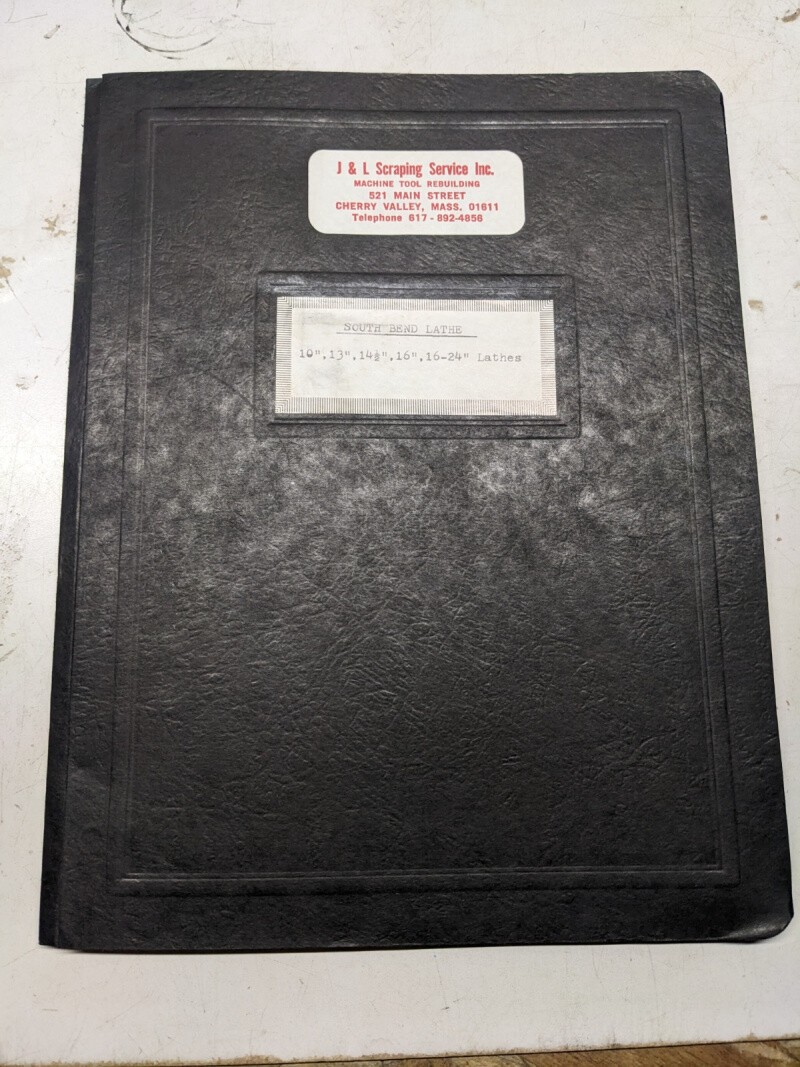 J & L Scraping Service Inc.
MACHINE TOOL REBUILDING
521 MAIN STREET
CHERRY VALLEY, MASS. 01611
Telephone 617 - 892-4856
SOUTH BEND LATHE
10",13",14½",16",16-24" Lathes